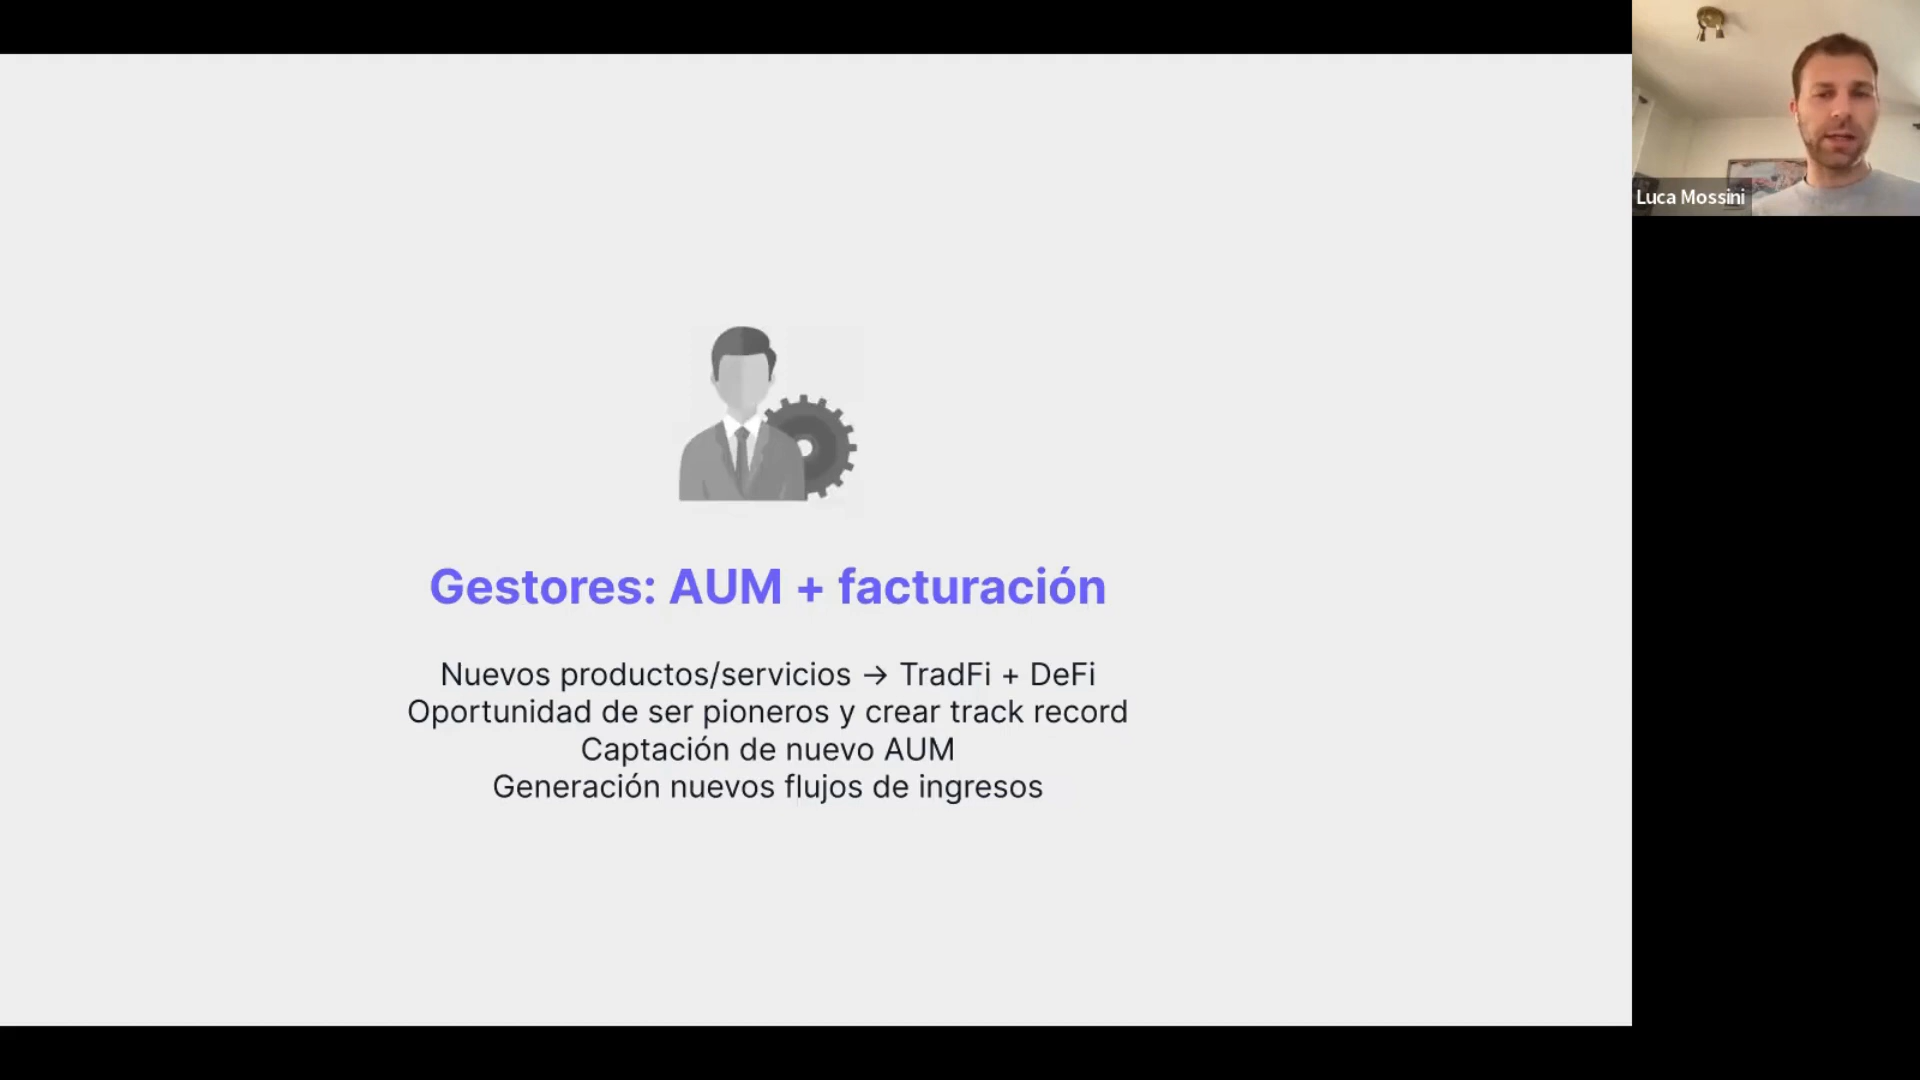 Luca Mossini
Gestores: AUM + facturación
Nuevos productos/servicios → TradFi + DeFi
Oportunidad de ser pioneros y crear track record
Captación de nuevo AUM
Generación nuevos flujos de ingresos